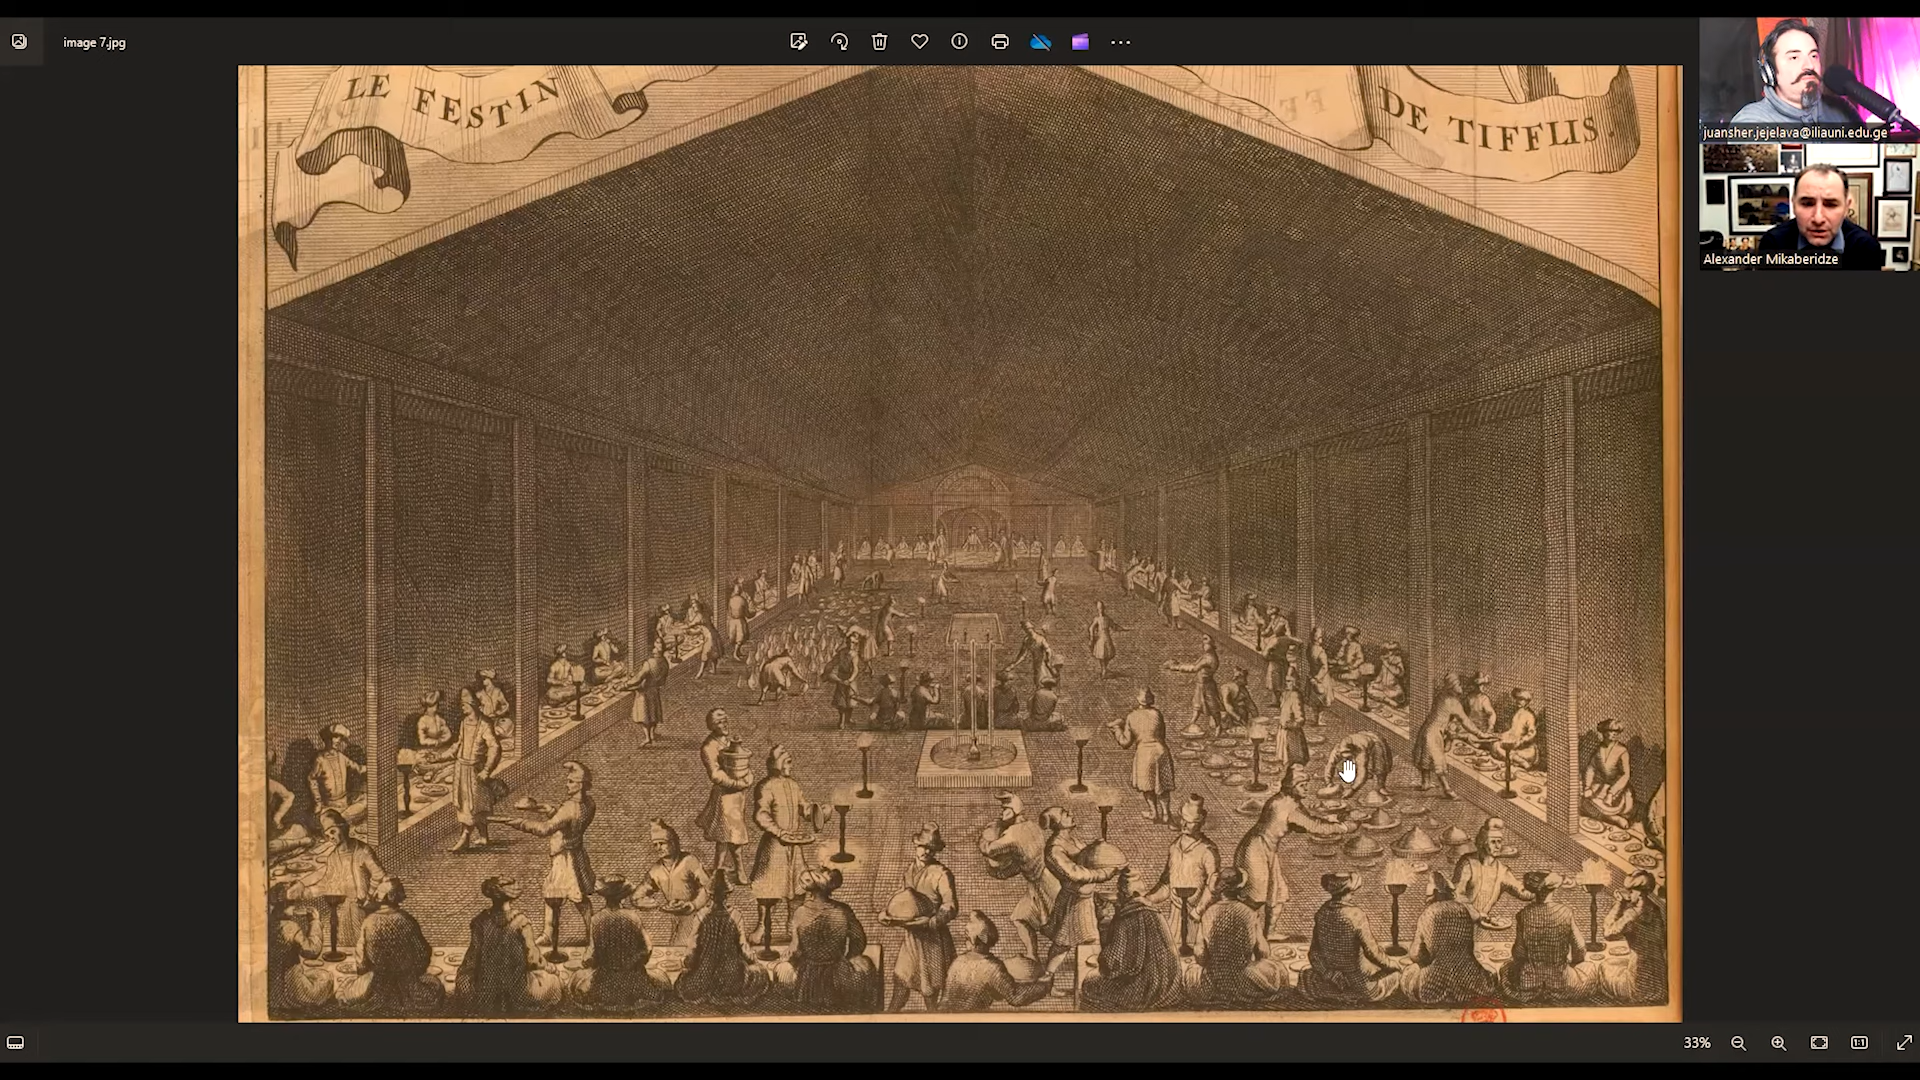 image 7.jpg
LE FESTIN
DE TIFFLIS.
juansher.jejelava@iliauni.edu.ge
Alexander Mikaberidze
33%